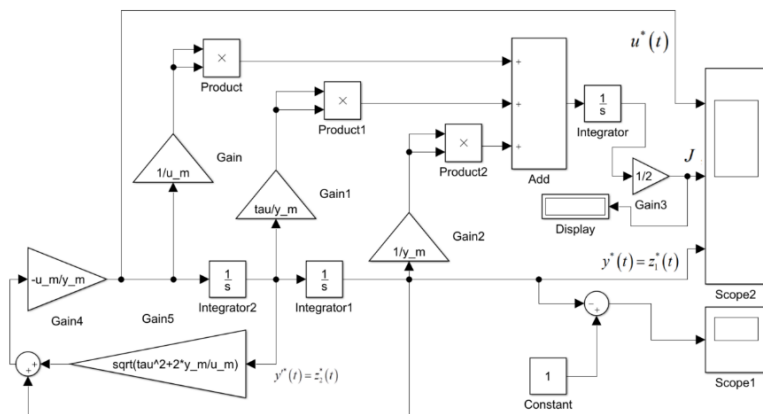 u*(t)
×
Product
+
×
Product1
+
1/s
Integrator
×
Product2
+
Add
Gain
1/u_m
Gain1
tau/y_m
1/2
J
Gain3
Display
1/y_m
Gain2
-u_m/y_m
Gain4
Gain5
1/s
Integrator2
1/s
Integrator1
y*(t) = z₁*(t)
Scope2
sqrt(tau^2+2*y_m/u_m)
+
+
y'*(t) = z₂*(t)
-
+
1
Constant
Scope1